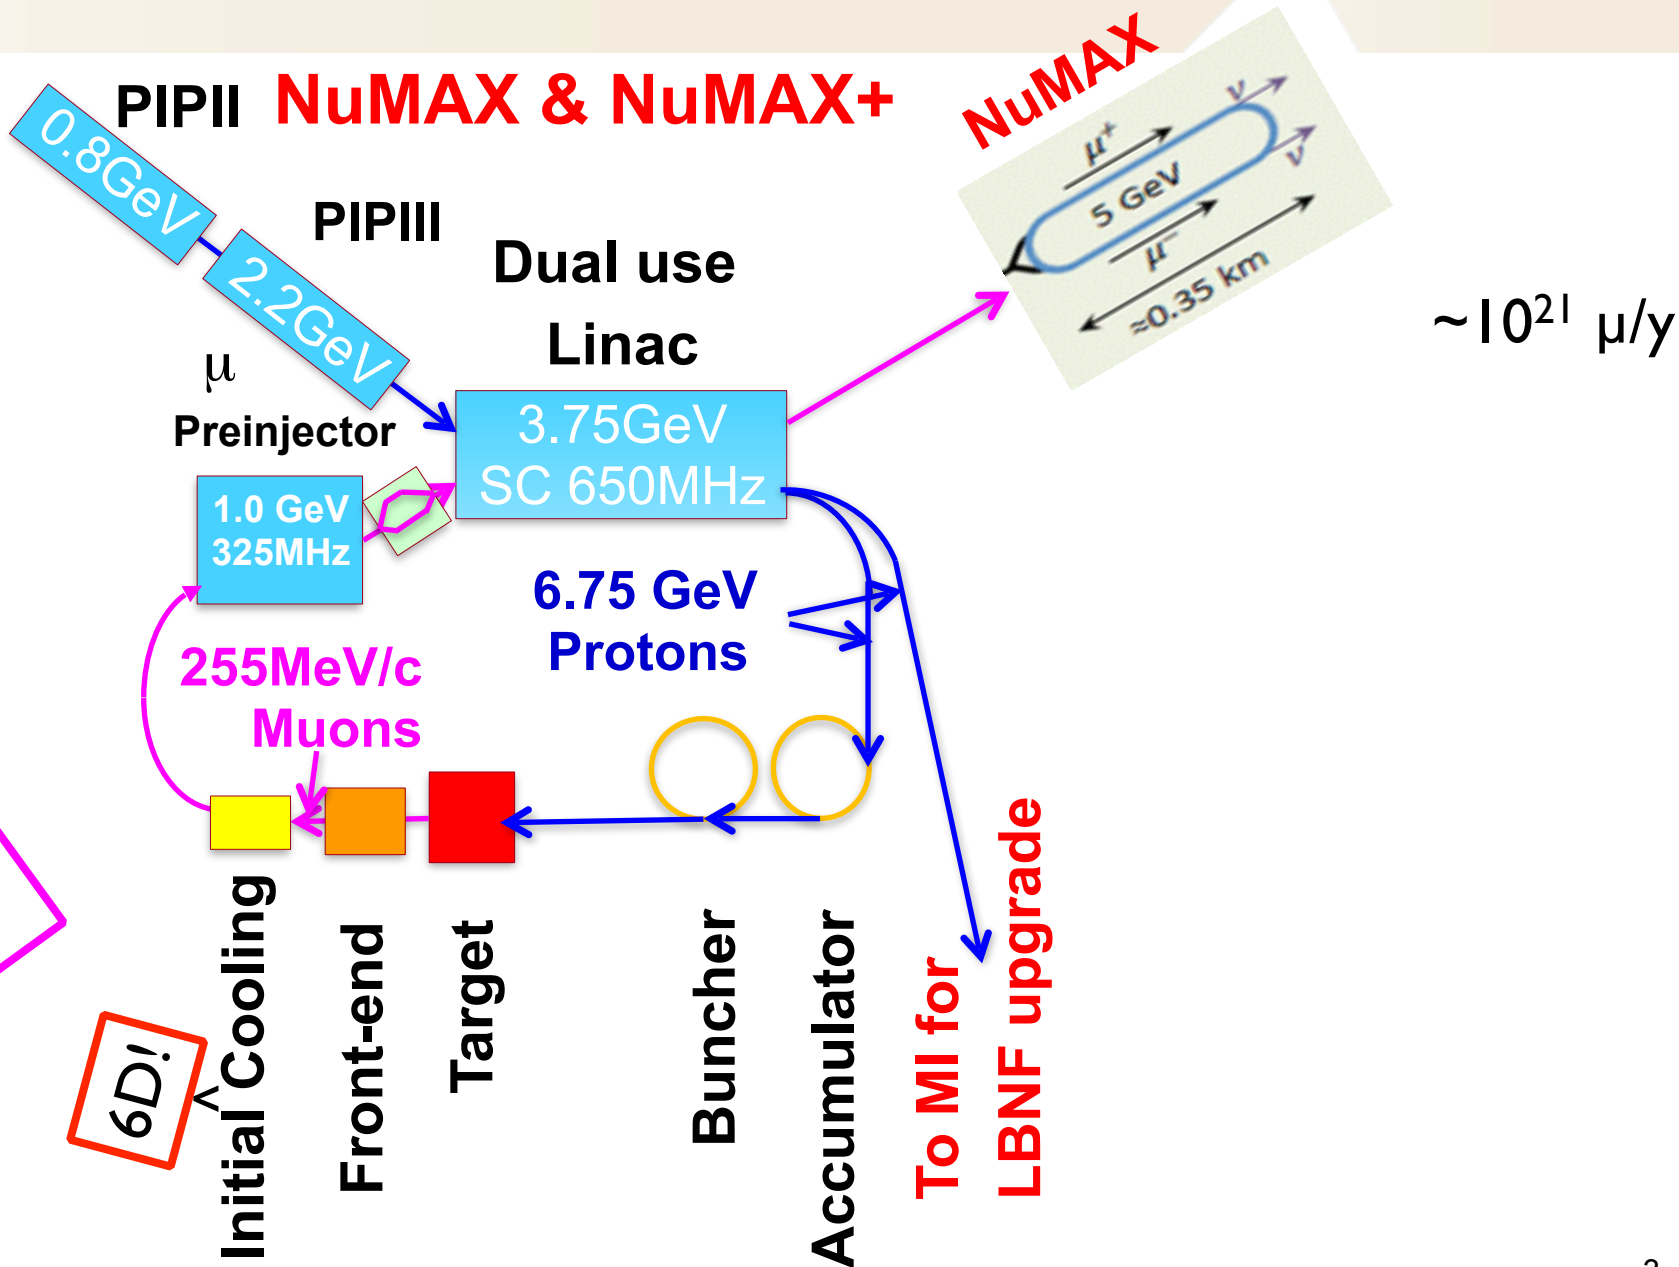 PIPII
NuMAX & NuMAX+
NuMAX
0.8GeV
PIPIII
2.2GeV
Dual use
Linac
μ⁺
ν
5 GeV
ν
μ⁻
≈0.35 km
~10²¹ μ/y
μ
Preinjector
3.75GeV
SC 650MHz
1.0 GeV
325MHz
6.75 GeV
Protons
255MeV/c
Muons
6D!
<
Initial Cooling
Front-end
Target
Buncher
Accumulator
To MI for
LBNF upgrade